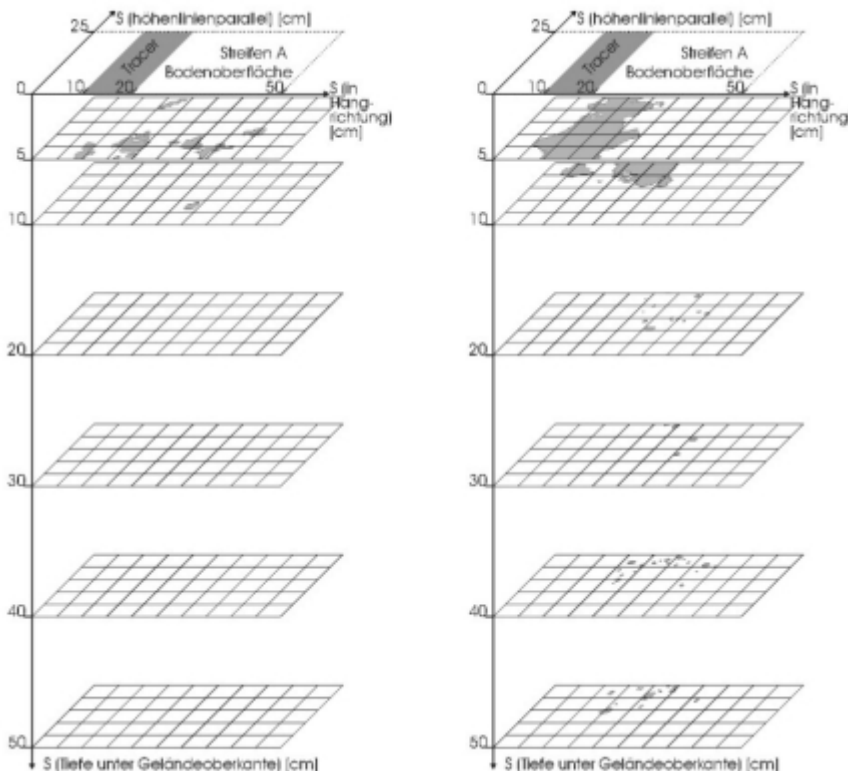 S (höhenlinienparallel) [cm]
25
Tracer
Streifen A
Bodenoberfläche
0
10
20
50
S (in
Hang-
richtung)
[cm]
5
10
20
30
40
50
S (Tiefe unter Geländeoberkante) [cm]
S (höhenlinienparallel) [cm]
25
Tracer
Streifen A
Bodenoberfläche
0
10
20
50
S (in
Hang-
richtung)
[cm]
5
10
20
30
40
50
S (Tiefe unter Geländeoberkante) [cm]